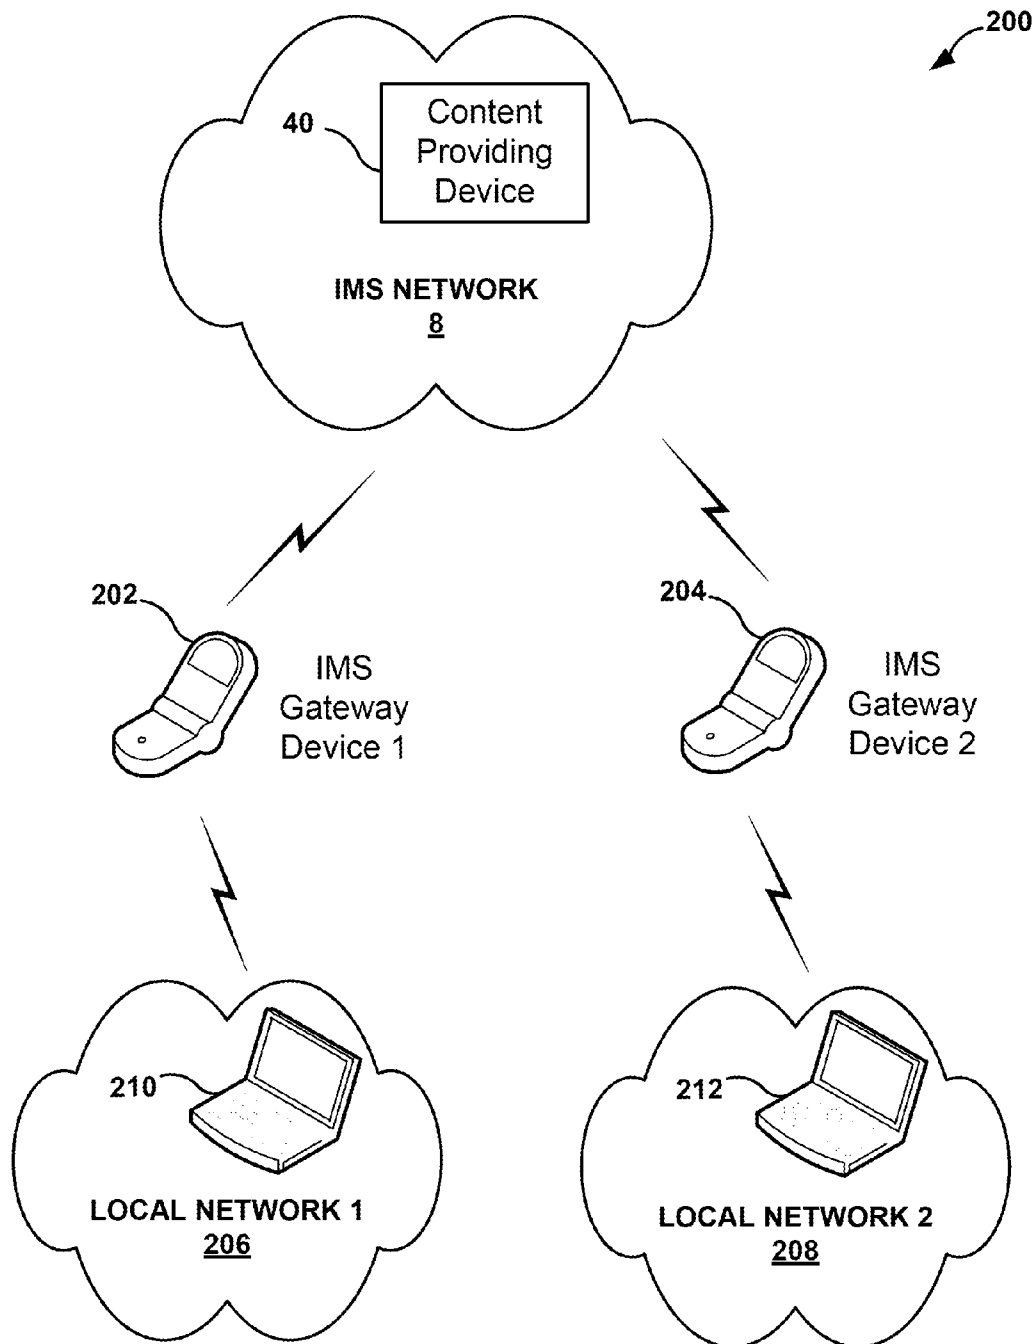 200
40
Content
Providing
Device
IMS NETWORK
8
202
IMS
Gateway
Device 1
204
IMS
Gateway
Device 2
210
LOCAL NETWORK 1
206
212
LOCAL NETWORK 2
208